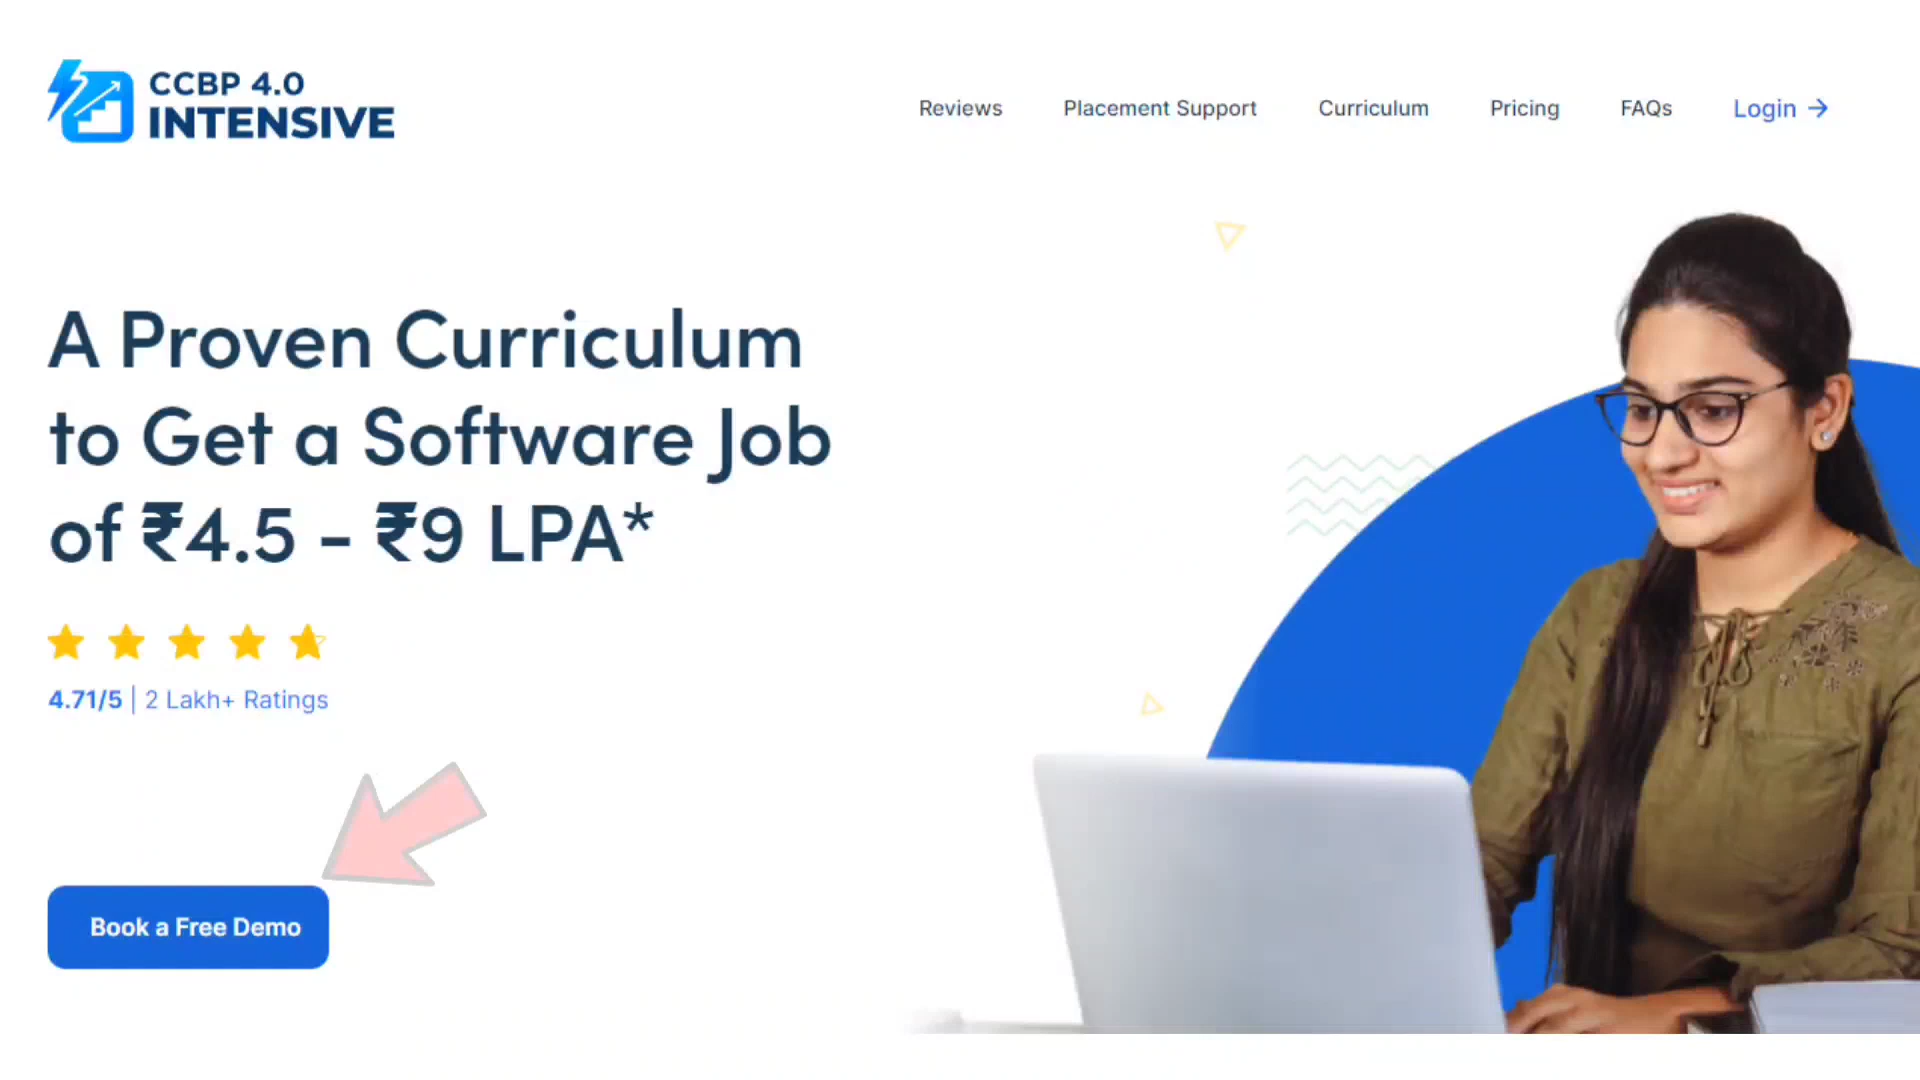 CCBP 4.0
INTENSIVE
Reviews
Placement Support
Curriculum
Pricing
FAQs
Login →
A Proven Curriculum
to Get a Software Job
of ₹4.5 - ₹9 LPA*
4.71/5 | 2 Lakh+ Ratings
Book a Free Demo